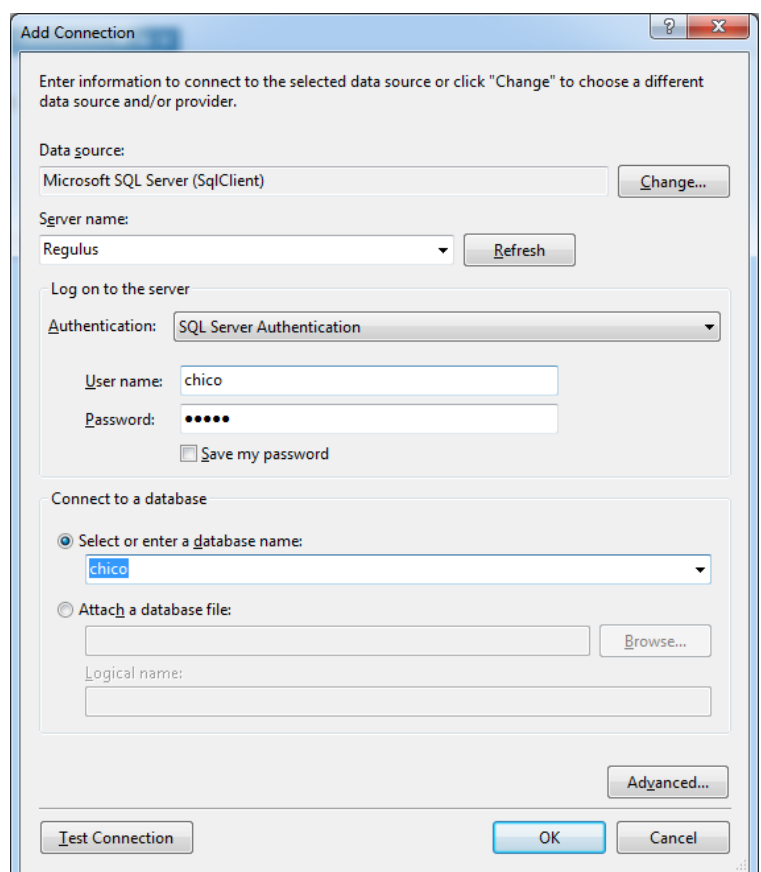 Add Connection
Enter information to connect to the selected data source or click "Change" to choose a different
data source and/or provider.
Data source:
Microsoft SQL Server (SqlClient)
Change...
Server name:
Regulus
Refresh
Log on to the server
Authentication:
SQL Server Authentication
User name:
chico
Password:
●●●●●
Save my password
Connect to a database
Select or enter a database name:
chico
Attach a database file:
Browse...
Logical name:
Advanced...
Test Connection
OK
Cancel